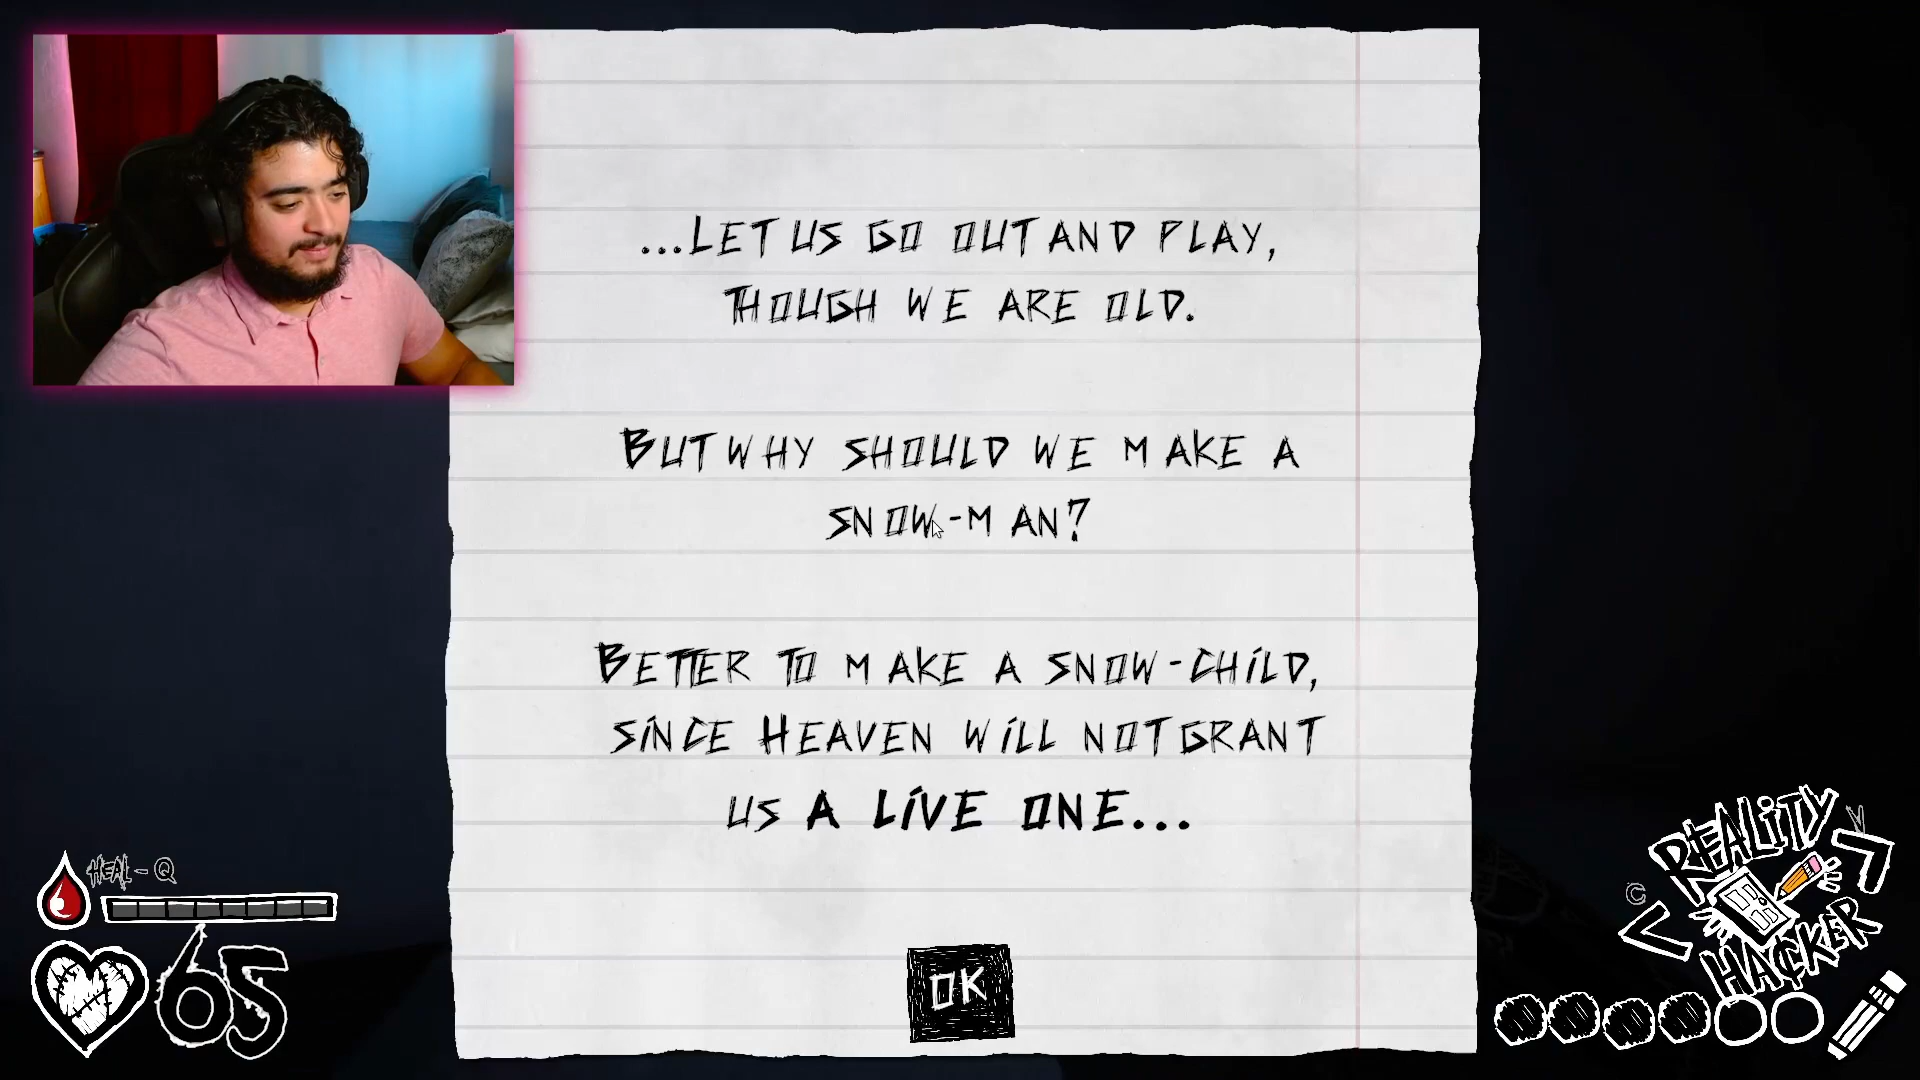 ...LET US GO OUT AND PLAY,
THOUGH WE ARE OLD.
BUT WHY SHOULD WE MAKE A
SNOW-MAN?
BETTER TO MAKE A SNOW-CHILD,
SINCE HEAVEN WILL NOT GRANT
US A LIVE ONE...
OK
HEAL - Q
65
REALITY
HACKER
C
V